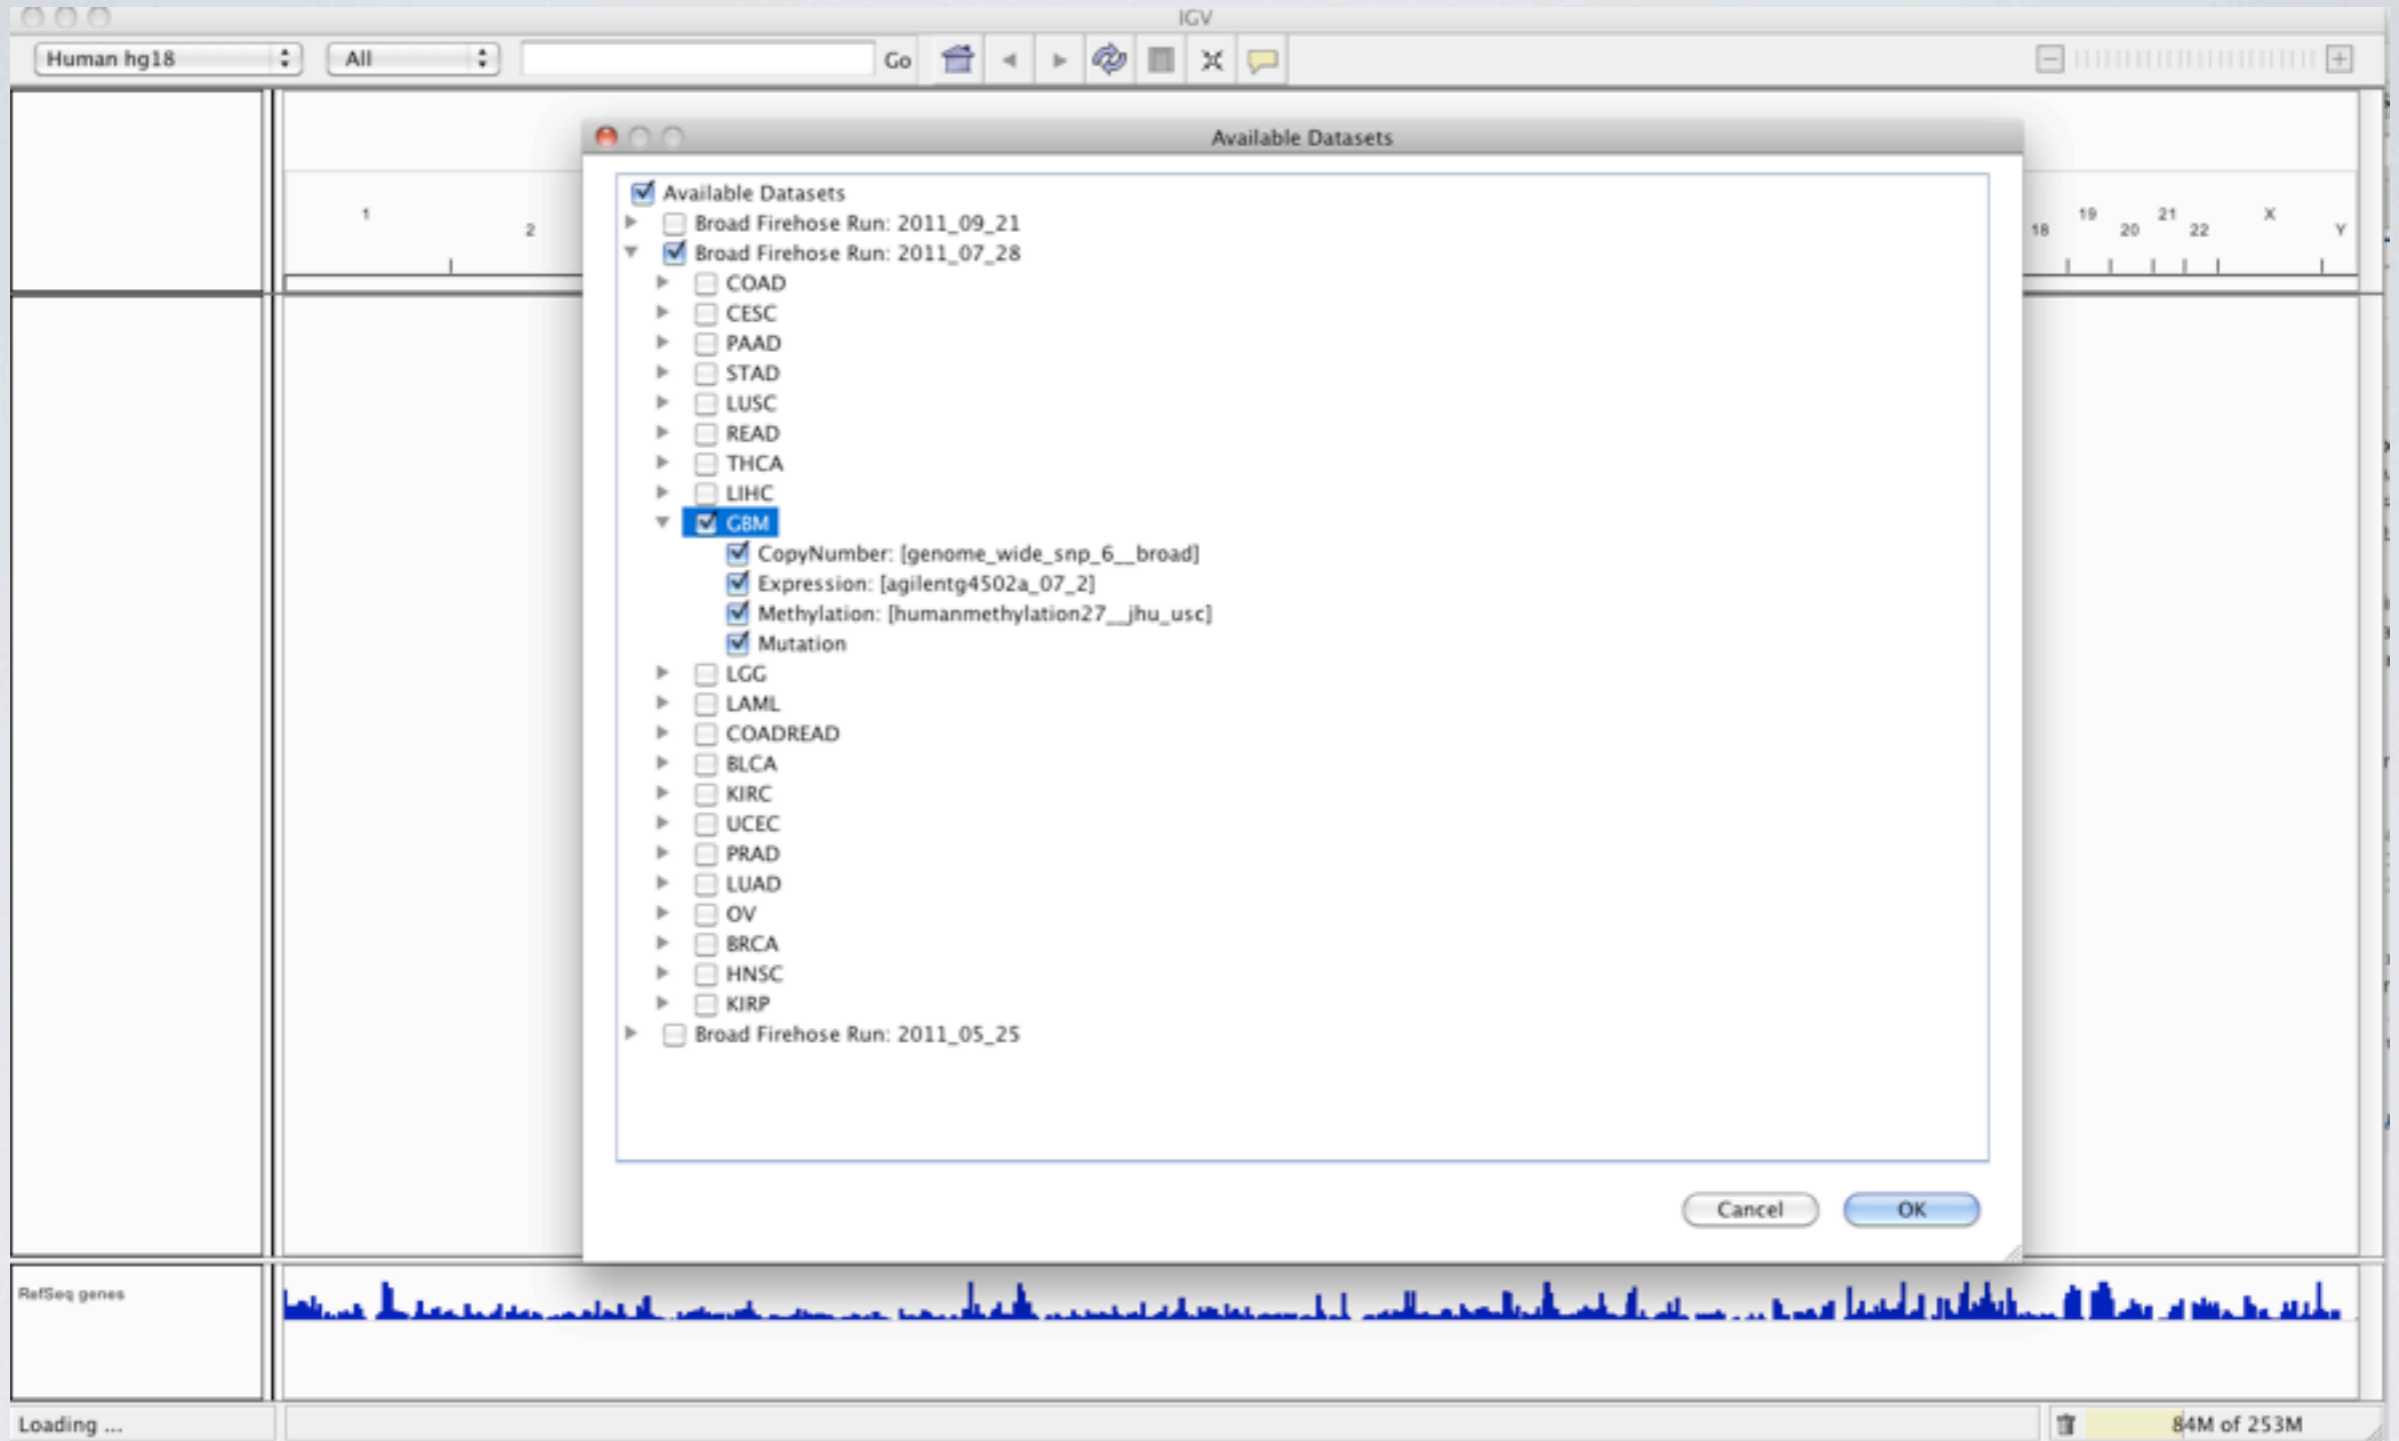 IGV
Human hg18 All Go
Available Datasets
Available Datasets
Broad Firehose Run: 2011_09_21
Broad Firehose Run: 2011_07_28
COAD
CESC
PAAD
STAD
LUSC
READ
THCA
LIHC
GBM
CopyNumber: [genome_wide_snp_6__broad]
Expression: [agilentg4502a_07_2]
Methylation: [humanmethylation27__jhu_usc]
Mutation
LGG
LAML
COADREAD
BLCA
KIRC
UCEC
PRAD
LUAD
OV
BRCA
HNSC
KIRP
Broad Firehose Run: 2011_05_25
1 2 18 19 20 21 22 X Y
Cancel OK
RefSeq genes
Loading ... 84M of 253M